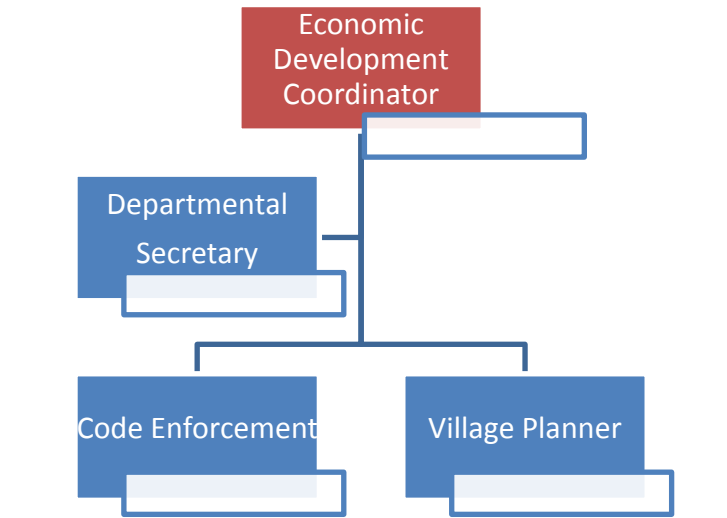 Economic
Development
Coordinator
Departmental
Secretary
Code Enforcement
Village Planner